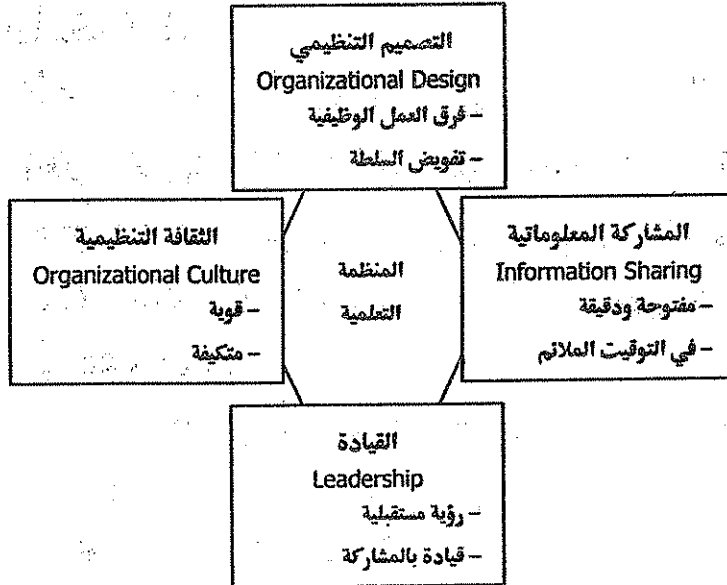 التصميم التنظيمي
Organizational Design
– فرق العمل الوظيفية
– تفويض السلطة
المشاركة المعلوماتية
Information Sharing
– مفتوحة ودقيقة
– في التوقيت الملائم
المنظمة
التعلمية
الثقافة التنظيمية
Organizational Culture
– قوية
– متكيفة
القيادة
Leadership
– رؤية مستقبلية
– قيادة بالمشاركة